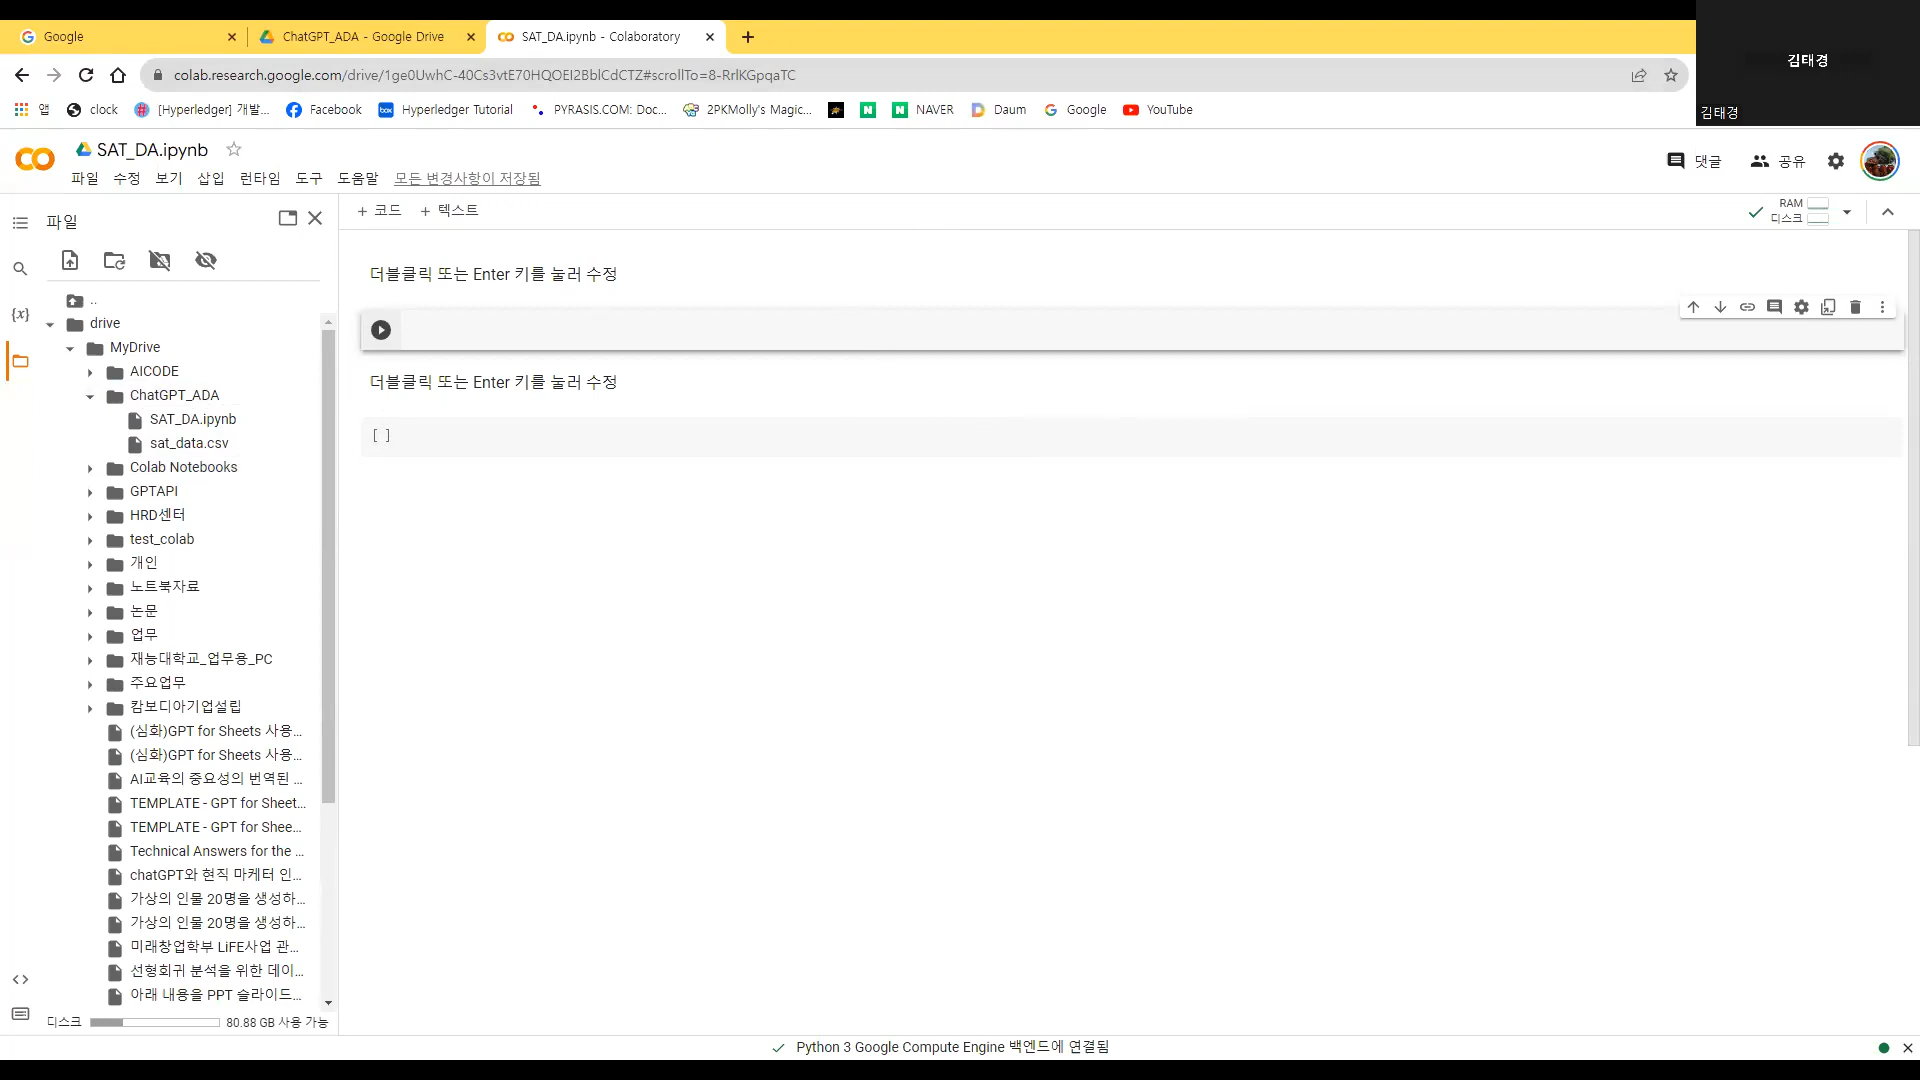 Google
ChatGPT_ADA - Google Drive
SAT_DA.ipynb - Colaboratory
김태경
colab.research.google.com/drive/1ge0UwhC-40Cs3vtE70HQOEI2BblCdCTZ#scrollTo=8-RrlKGpqaTC
앱
clock
[Hyperledger] 개발...
Facebook
Hyperledger Tutorial
PYRASIS.COM: Doc...
2PKMolly's Magic...
NAVER
Daum
Google
YouTube
김태경
SAT_DA.ipynb
댓글
공유
파일 수정 보기 삽입 런타임 도구 도움말 모든 변경사항이 저장됨
파일
+ 코드 + 텍스트
RAM
디스크
..
drive
MyDrive
AICODE
ChatGPT_ADA
SAT_DA.ipynb
sat_data.csv
Colab Notebooks
GPTAPI
HRD센터
test_colab
개인
노트북자료
논문
업무
재능대학교_업무용_PC
주요업무
캄보디아기업설립
(심화)GPT for Sheets 사용...
(심화)GPT for Sheets 사용...
AI교육의 중요성의 번역된 ...
TEMPLATE - GPT for Sheet...
TEMPLATE - GPT for Shee...
Technical Answers for the ...
chatGPT와 현직 마케터 인...
가상의 인물 20명을 생성하...
가상의 인물 20명을 생성하...
미래창업학부 LiFE사업 관...
선형회귀 분석을 위한 데이...
아래 내용을 PPT 슬라이드...
디스크
80.88 GB 사용 가능
더블클릭 또는 Enter 키를 눌러 수정
더블클릭 또는 Enter 키를 눌러 수정
[ ]
Python 3 Google Compute Engine 백엔드에 연결됨